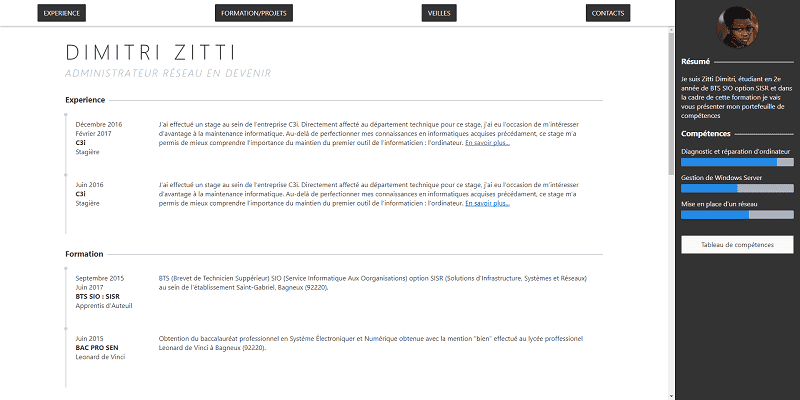 EXPERIENCE
FORMATION/PROJETS
VEILLES
CONTACTS
DIMITRI ZITTI
ADMINISTRATEUR RÉSEAU EN DEVENIR
Experience
Décembre 2016
Février 2017
C3i
Stagière
J'ai effectué un stage au sein de l'entreprise C3i. Directement affecté au département technique pour ce stage, j'ai eu l'occasion de m'intéresser
d'avantage à la maintenance informatique. Au-delà de perfectionner mes connaissances en informatiques acquises précédament, ce stage m'a
permis de mieux comprendre l'importance du maintien du premier outil de l'informaticien : l'ordinateur. En savoir plus...
Juin 2016
C3i
Stagière
J'ai effectué un stage au sein de l'entreprise C3i. Directement affecté au département technique pour ce stage, j'ai eu l'occasion de m'intéresser
d'avantage à la maintenance informatique. Au-delà de perfectionner mes connaissances en informatiques acquises précédament, ce stage m'a
permis de mieux comprendre l'importance du maintien du premier outil de l'informaticien : l'ordinateur. En savoir plus...
Formation
Septembre 2015
Juin 2017
BTS SIO : SISR
Apprentis d'Auteuil
BTS (Brevet de Technicien Suppérieur) SIO (Service Informatique Aux Oorganisations) option SISR (Solutions d'Infrastructure, Systèmes et Réseaux)
au sein de l'établissement Saint-Gabriel, Bagneux (92220).
Juin 2015
BAC PRO SEN
Leonard de Vinci
Obtention du baccalauréat professionnel en Système Électroniquer et Numérique obtenue avec la mention "bien" effectué au lycée proffessionel
Leonard de Vinci à Bagneux (92220).
Résumé
Je suis Zitti Dimitri, étudiant en 2e
année de BTS SIO option SISR et dans
la cadre de cette formation je vais
vous présenter mon portefeuille de
compétences
Compétences
Diagnostic et réparation d'ordinateur
Gestion de Windows Server
Mise en place d'un réseau
Tableau de compétences